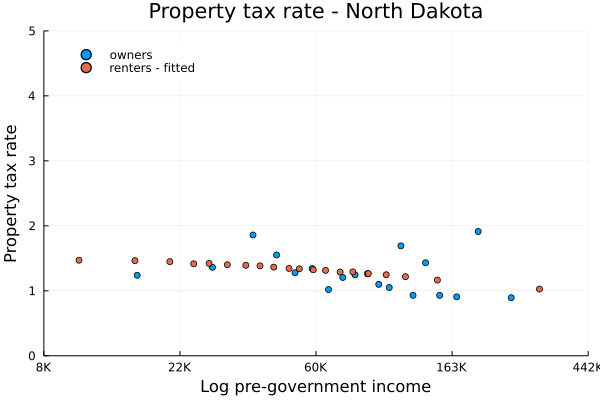 Property tax rate - North Dakota
owners
renters - fitted
Property tax rate
5
4
3
2
1
0
8K 22K 60K 163K 442K
Log pre-government income